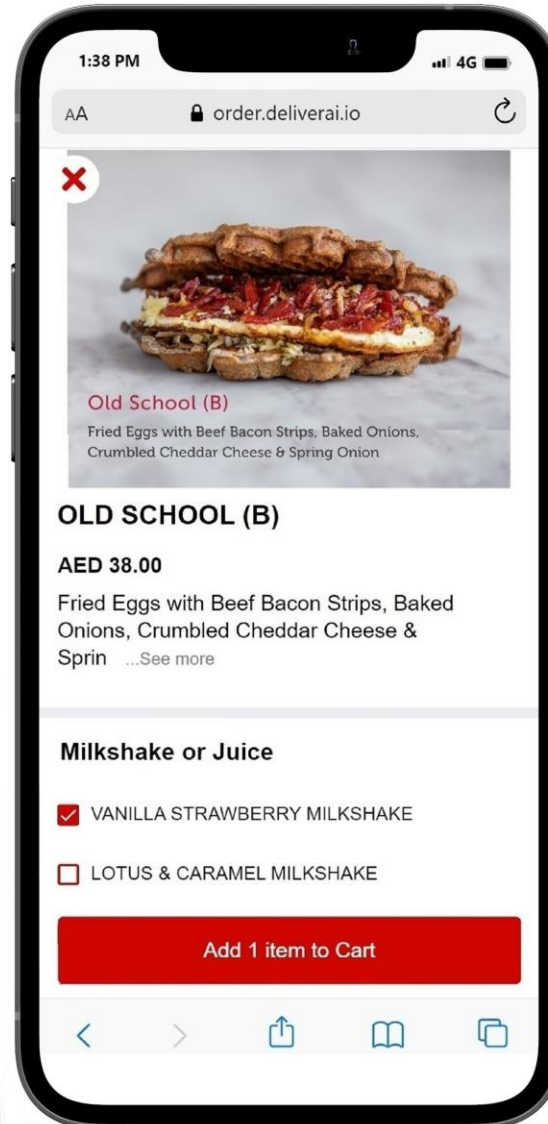 1:38 PM
4G
AA
order.deliverai.io
Old School (B)
Fried Eggs with Beef Bacon Strips, Baked Onions,
Crumbled Cheddar Cheese & Spring Onion
OLD SCHOOL (B)
AED 38.00
Fried Eggs with Beef Bacon Strips, Baked
Onions, Crumbled Cheddar Cheese &
Sprin ...See more
Milkshake or Juice
VANILLA STRAWBERRY MILKSHAKE
LOTUS & CARAMEL MILKSHAKE
Add 1 item to Cart